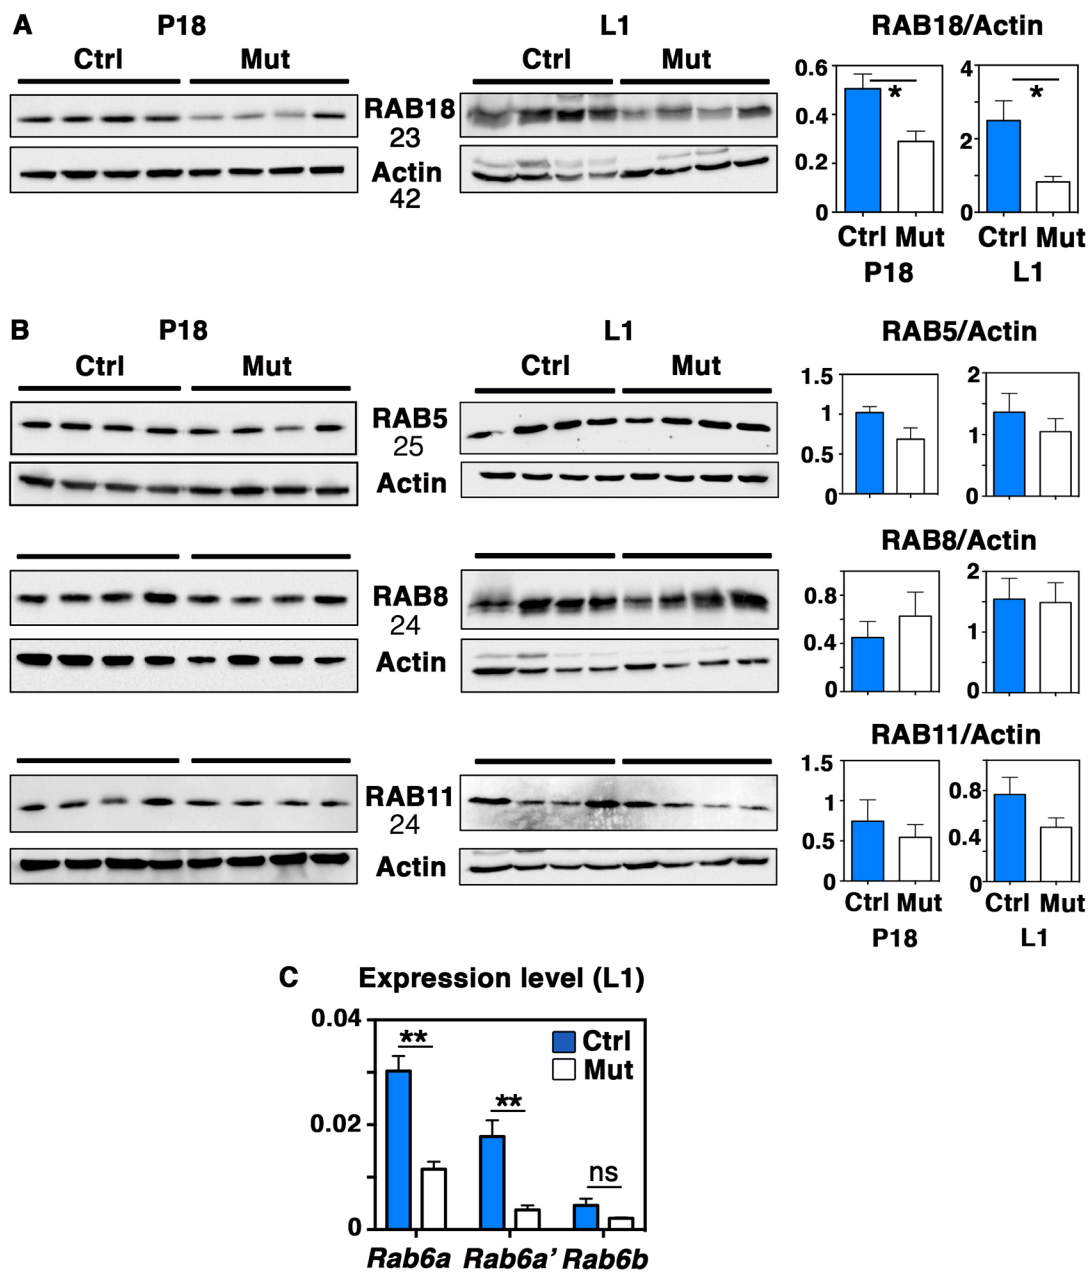 A P18 L1 RAB18/Actin
Ctrl Mut Ctrl Mut
RAB18
23
Actin
42
0.6
0.4
0.2
0
*
4
2
0
*
Ctrl Mut Ctrl Mut
P18 L1
B P18 L1 RAB5/Actin
Ctrl Mut Ctrl Mut
RAB5
25
Actin
1.5
1
0.5
0
2
1
0
RAB8/Actin
RAB8
24
Actin
0.8
0.4
0
2
1
0
RAB11/Actin
RAB11
24
Actin
1.5
1
0.5
0
0.8
0.4
0
Ctrl Mut Ctrl Mut
P18 L1
C Expression level (L1)
0.04
0.02
0
**
**
ns
Ctrl
Mut
Rab6a Rab6a’ Rab6b